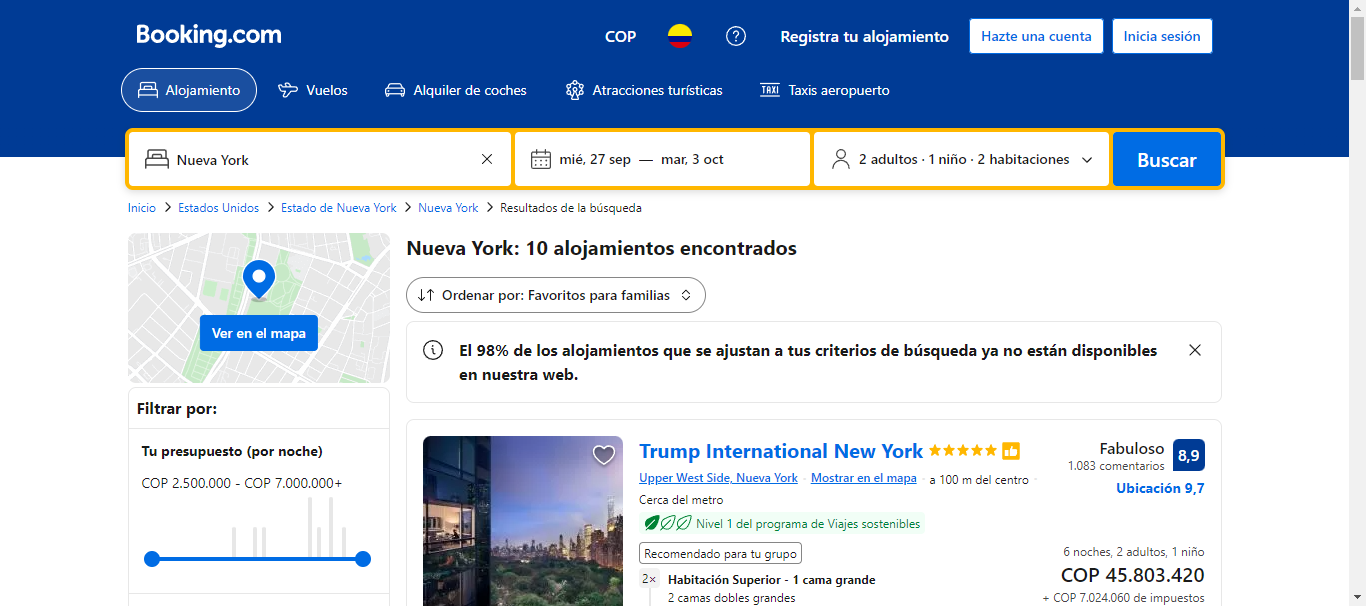 Booking.com
COP
Registra tu alojamiento
Hazte una cuenta
Inicia sesión
Alojamiento
Vuelos
Alquiler de coches
Atracciones turísticas
TAXI Taxis aeropuerto
Nueva York
mié, 27 sep — mar, 3 oct
2 adultos · 1 niño · 2 habitaciones
Buscar
Inicio > Estados Unidos > Estado de Nueva York > Nueva York > Resultados de la búsqueda
Ver en el mapa
Filtrar por:
Tu presupuesto (por noche)
COP 2.500.000 - COP 7.000.000+
Nueva York: 10 alojamientos encontrados
Ordenar por: Favoritos para familias
El 98% de los alojamientos que se ajustan a tus criterios de búsqueda ya no están disponibles
en nuestra web.
Trump International New York
Upper West Side, Nueva York · Mostrar en el mapa · a 100 m del centro ·
Cerca del metro
Nivel 1 del programa de Viajes sostenibles
Recomendado para tu grupo
2× Habitación Superior - 1 cama grande
2 camas dobles grandes
Fabuloso
1.083 comentarios
8,9
Ubicación 9,7
6 noches, 2 adultos, 1 niño
COP 45.803.420
+ COP 7.024.060 de impuestos